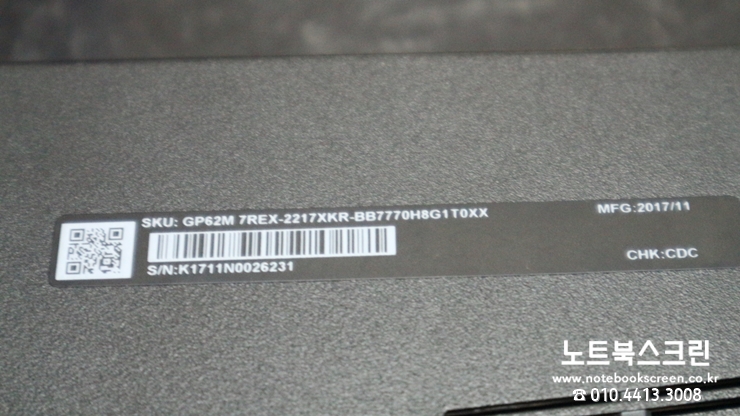 SKU: GP62M 7REX-2217XKR-BB7770H8G1T0XX
MFG:2017/11
S/N:K1711N0026231
CHK:CDC
노트북스크린
www.notebookscreen.co.kr
☎ 010.4413.3008